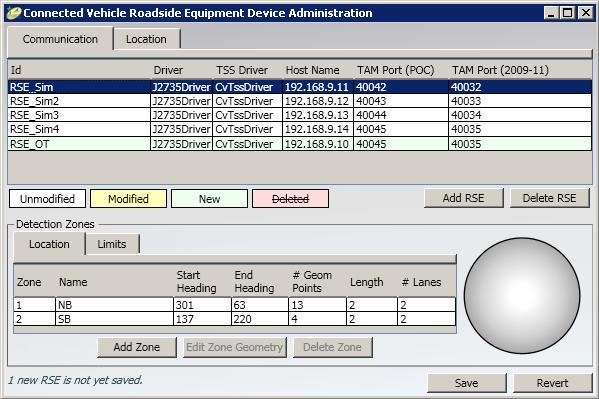 Connected Vehicle Roadside Equipment Device Administration
Communication Location
Id Driver TSS Driver Host Name TAM Port (POC) TAM Port (2009-11)
RSE_Sim J2735Driver CvTssDriver 192.168.9.11 40042 40032
RSE_Sim2 J2735Driver CvTssDriver 192.168.9.12 40043 40033
RSE_Sim3 J2735Driver CvTssDriver 192.168.9.13 40044 40034
RSE_Sim4 J2735Driver CvTssDriver 192.168.9.14 40045 40035
RSE_OT J2735Driver CvTssDriver 192.168.9.10 40045 40035
Unmodified Modified New Deleted Add RSE Delete RSE
Detection Zones
Location Limits
Zone Name Start Heading End Heading # Geom Points Length # Lanes
1 NB 301 63 13 2 2
2 SB 137 220 4 2 2
Add Zone Edit Zone Geometry Delete Zone
1 new RSE is not yet saved. Save Revert